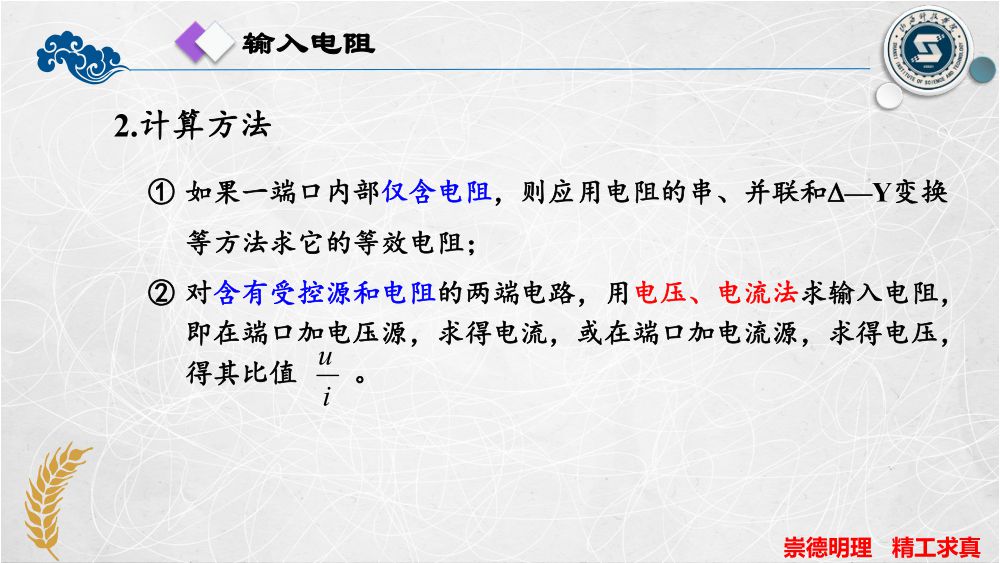 输入电阻
2.计算方法
① 如果一端口内部仅含电阻，则应用电阻的串、并联和Δ—Y变换
等方法求它的等效电阻；
② 对含有受控源和电阻的两端电路，用电压、电流法求输入电阻，
即在端口加电压源，求得电流，或在端口加电流源，求得电压，
得其比值 u/i 。
崇德明理 精工求真